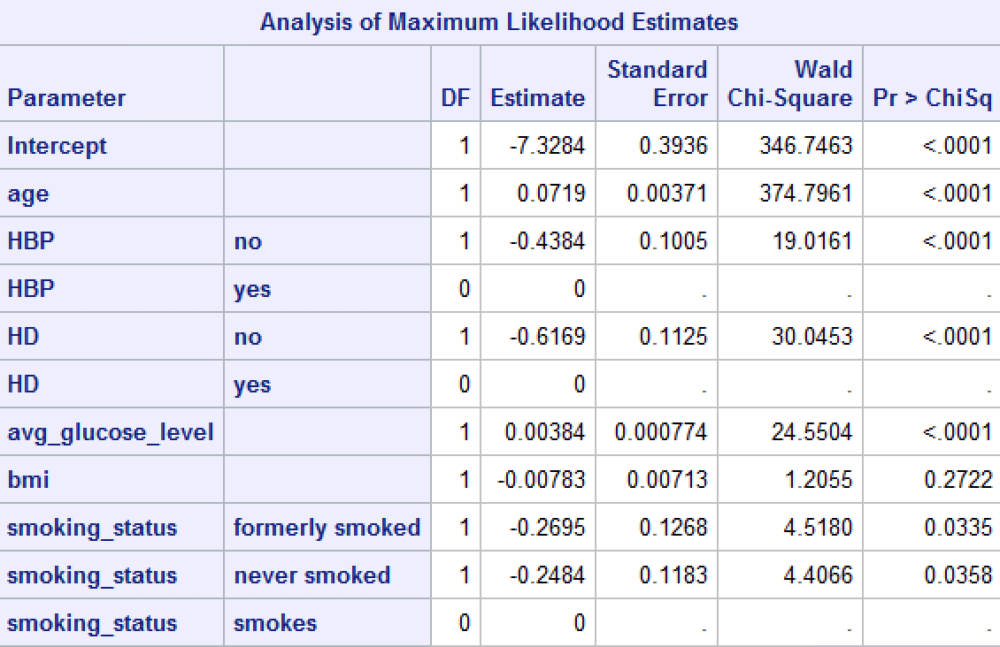 Analysis of Maximum Likelihood Estimates
Parameter DF Estimate Standard Error Wald Chi-Square Pr > ChiSq
Intercept 1 -7.3284 0.3936 346.7463 <.0001
age 1 0.0719 0.00371 374.7961 <.0001
HBP no 1 -0.4384 0.1005 19.0161 <.0001
HBP yes 0 0 . . .
HD no 1 -0.6169 0.1125 30.0453 <.0001
HD yes 0 0 . . .
avg_glucose_level 1 0.00384 0.000774 24.5504 <.0001
bmi 1 -0.00783 0.00713 1.2055 0.2722
smoking_status formerly smoked 1 -0.2695 0.1268 4.5180 0.0335
smoking_status never smoked 1 -0.2484 0.1183 4.4066 0.0358
smoking_status smokes 0 0 . . .